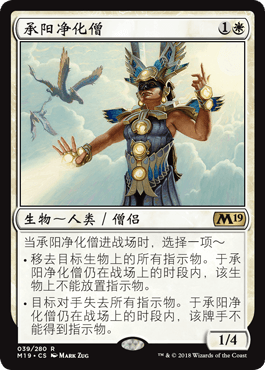 承阳净化僧 1
M19
生物～人类 / 僧侣
当承阳净化僧进战场时，选择一项～
• 移去目标生物上的所有指示物。于承
阳净化僧仍在战场上的时段内，该生
物上不能放置指示物。
• 目标对手失去所有指示物。于承阳净
化僧仍在战场上的时段内，该牌手不
能得到指示物。
1/4
039/280 R
M19 • CS MARK ZUG
™ & © 2018 Wizards of the Coast